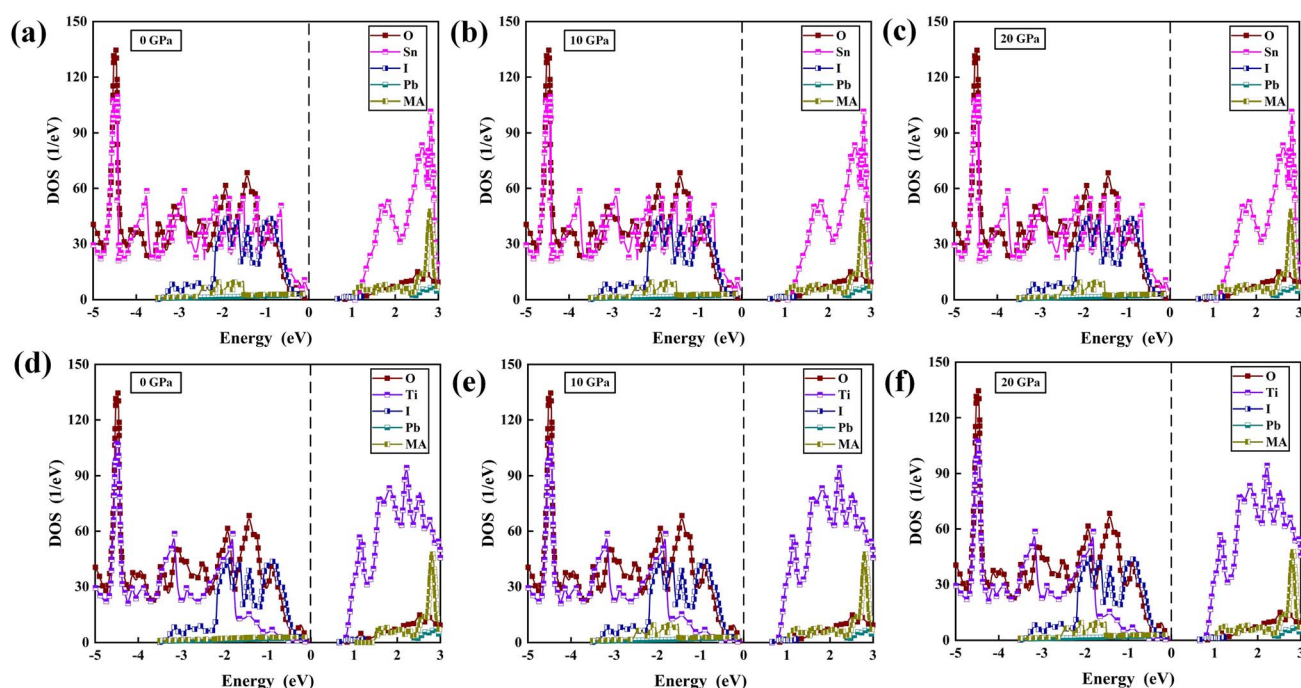 (a)
0 GPa
O
Sn
I
Pb
MA
150
120
90
60
30
0
DOS (1/eV)
-5 -4 -3 -2 -1 0 1 2 3
Energy (eV)
(b)
10 GPa
O
Sn
I
Pb
MA
150
120
90
60
30
0
DOS (1/eV)
-5 -4 -3 -2 -1 0 1 2 3
Energy (eV)
(c)
20 GPa
O
Sn
I
Pb
MA
150
120
90
60
30
0
DOS (1/eV)
-5 -4 -3 -2 -1 0 1 2 3
Energy (eV)
(d)
0 GPa
O
Ti
I
Pb
MA
150
120
90
60
30
0
DOS (1/eV)
-5 -4 -3 -2 -1 0 1 2 3
Energy (eV)
(e)
10 GPa
O
Ti
I
Pb
MA
150
120
90
60
30
0
DOS (1/eV)
-5 -4 -3 -2 -1 0 1 2 3
Energy (eV)
(f)
20 GPa
O
Ti
I
Pb
MA
150
120
90
60
30
0
DOS (1/eV)
-5 -4 -3 -2 -1 0 1 2 3
Energy (eV)